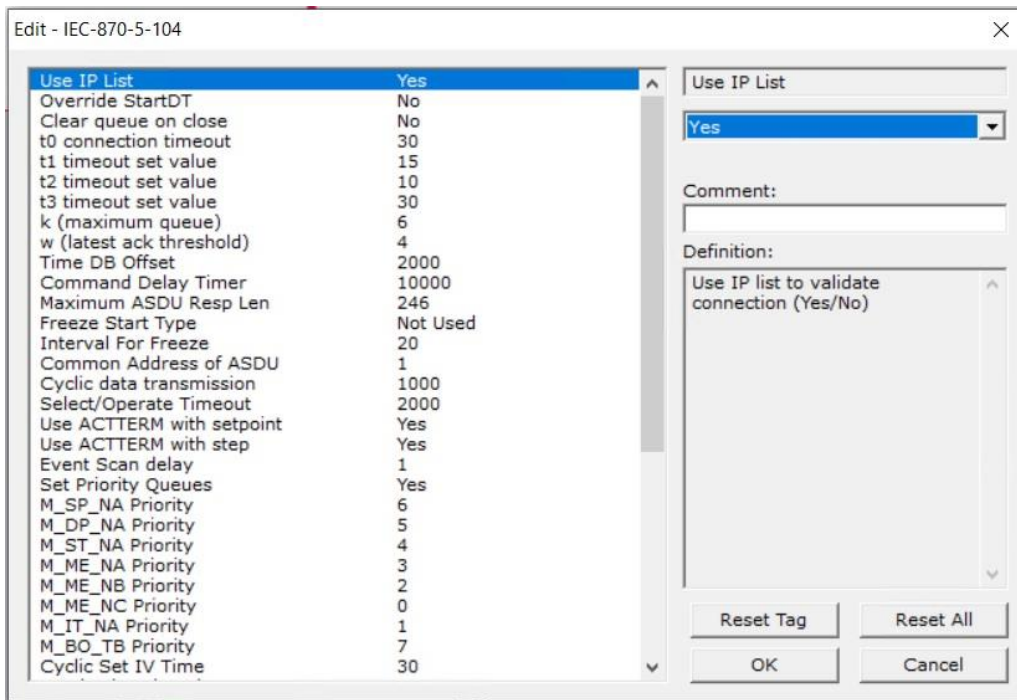 Edit - IEC-870-5-104
Use IP List Yes
Override StartDT No
Clear queue on close No
t0 connection timeout 30
t1 timeout set value 15
t2 timeout set value 10
t3 timeout set value 30
k (maximum queue) 6
w (latest ack threshold) 4
Time DB Offset 2000
Command Delay Timer 10000
Maximum ASDU Resp Len 246
Freeze Start Type Not Used
Interval For Freeze 20
Common Address of ASDU 1
Cyclic data transmission 1000
Select/Operate Timeout 2000
Use ACTTERM with setpoint Yes
Use ACTTERM with step Yes
Event Scan delay 1
Set Priority Queues Yes
M_SP_NA Priority 6
M_DP_NA Priority 5
M_ST_NA Priority 4
M_ME_NA Priority 3
M_ME_NB Priority 2
M_ME_NC Priority 0
M_IT_NA Priority 1
M_BO_TB Priority 7
Cyclic Set IV Time 30
Use IP List
Yes
Comment:
Definition:
Use IP list to validate
connection (Yes/No)
Reset Tag Reset All
OK Cancel